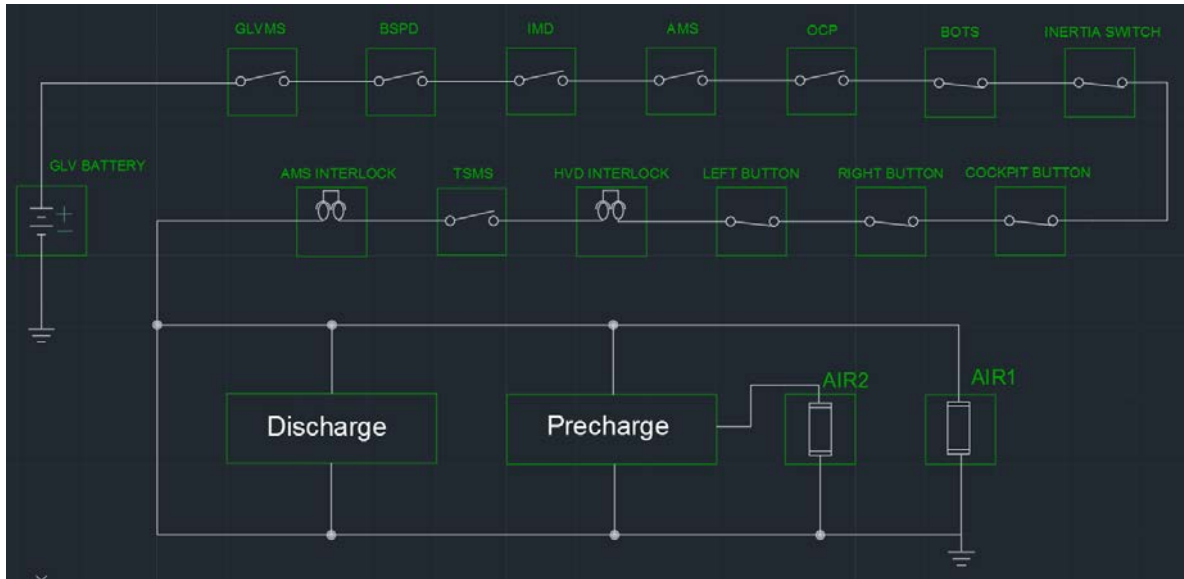 GLVMS BSPD IMD AMS OCP BOTS INERTIA SWITCH
GLV BATTERY
AMS INTERLOCK TSMS HVD INTERLOCK LEFT BUTTON RIGHT BUTTON COCKPIT BUTTON
AIR2 AIR1
Discharge
Precharge